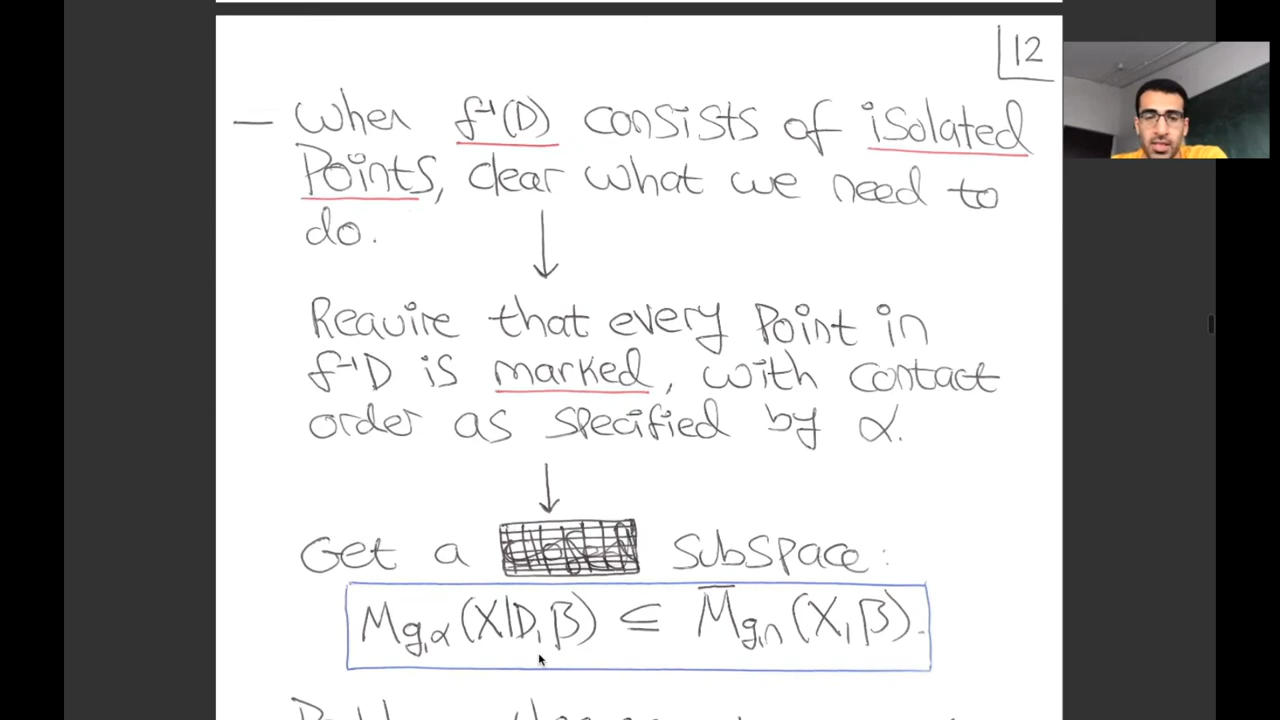 12
— When f⁻¹(D) consists of isolated
Points, clear what we need to
do.
Require that every Point in
f⁻¹D is marked, with contact
order as specified by α.
Get a subspace:
M_{g,α}(X|D,β) ⊆ M̅_{g,n}(X,β).